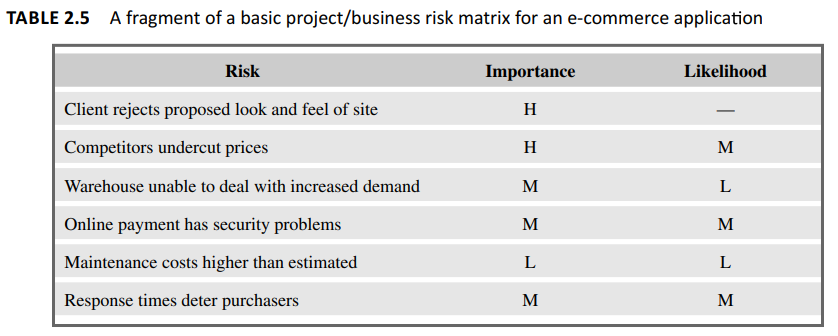 TABLE 2.5 A fragment of a basic project/business risk matrix for an e-commerce application
Risk Importance Likelihood
Client rejects proposed look and feel of site H —
Competitors undercut prices H M
Warehouse unable to deal with increased demand M L
Online payment has security problems M M
Maintenance costs higher than estimated L L
Response times deter purchasers M M